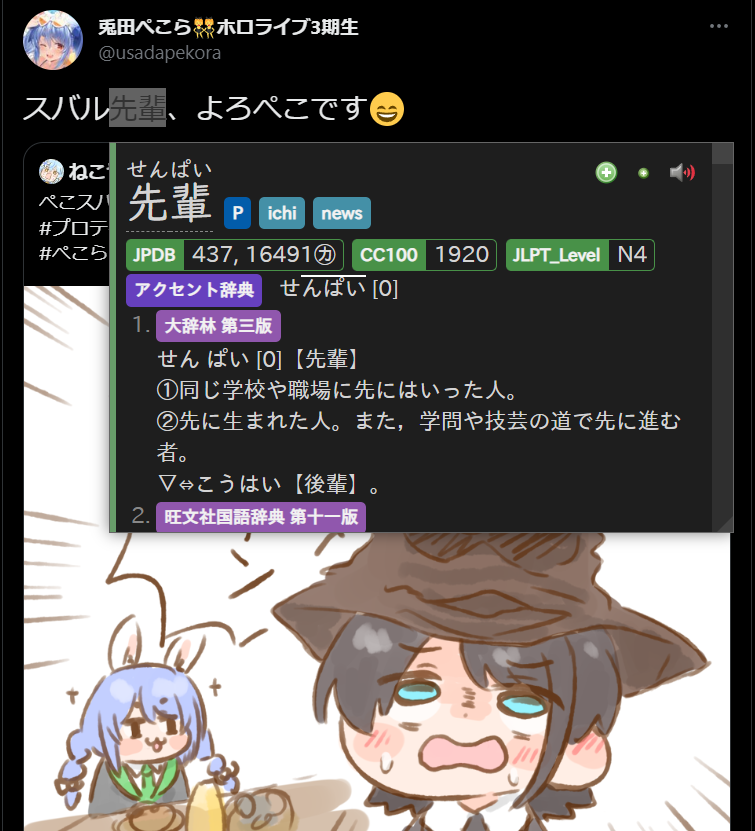 兎田ぺこら👯ホロライブ3期生
@usadapekora
スバル先輩、よろぺこです😄
ねこ
ぺこスバ
#プロテ
#ぺこら
せんぱい
先輩 P ichi news
JPDB 437, 16491㋕ CC100 1920 JLPT_Level N4
アクセント辞典 せんぱい [0]
1. 大辞林 第三版
せん ぱい [0]【先輩】
①同じ学校や職場に先にはいった人。
②先に生まれた人。また，学問や技芸の道で先に進む
者。
▽⇔こうはい【後輩】。
2. 旺文社国語辞典 第十一版